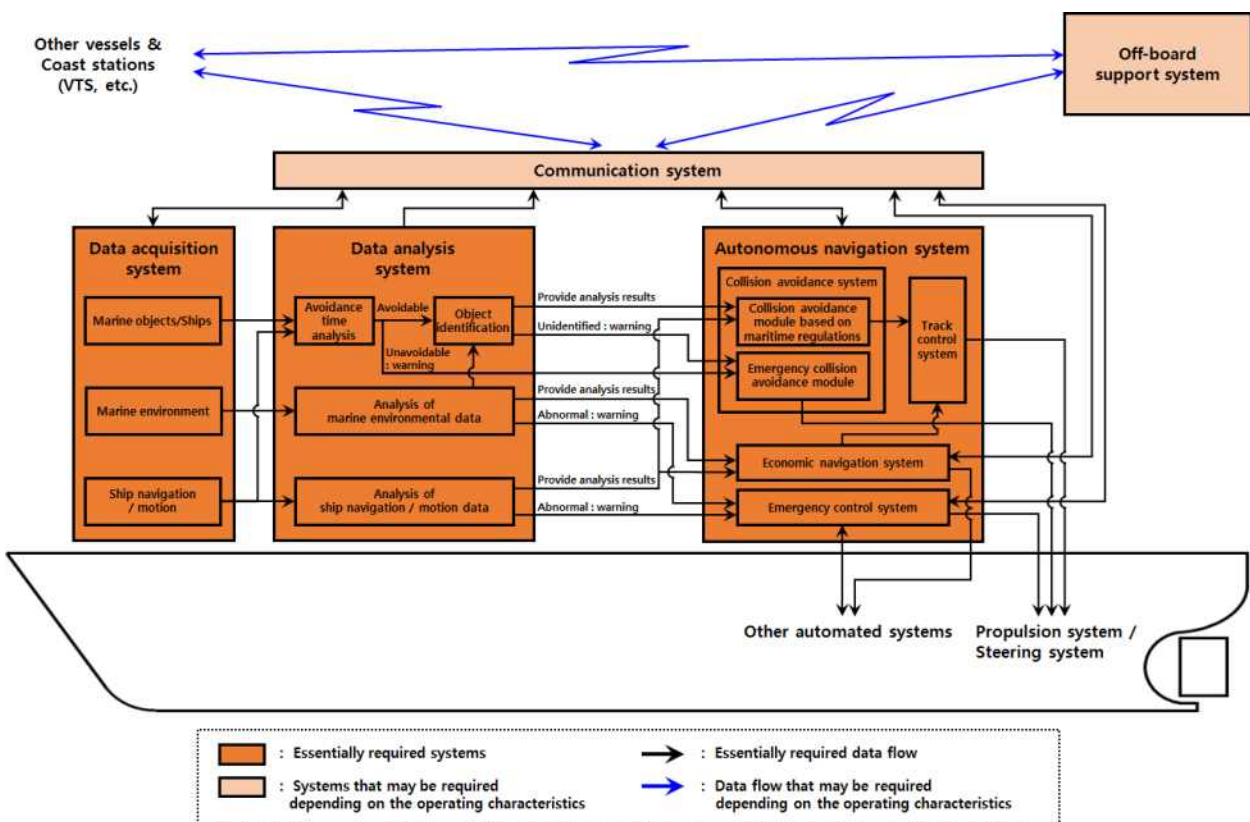 Other vessels &
Coast stations
(VTS, etc.)
Off-board
support system
Communication system
Data acquisition
system
Marine objects/Ships
Marine environment
Ship navigation
/ motion
Data analysis
system
Avoidance
time
analysis
Avoidable
Object
identification
Unavoidable
: warning
Analysis of
marine environmental data
Analysis of
ship navigation / motion data
Provide analysis results
Unidentified : warning
Provide analysis results
Abnormal : warning
Provide analysis results
Abnormal : warning
Autonomous navigation system
Collision avoidance system
Collision avoidance
module based on
maritime regulations
Emergency collision
avoidance module
Track
control
system
Economic navigation system
Emergency control system
Other automated systems
Propulsion system /
Steering system
: Essentially required systems
: Essentially required data flow
: Systems that may be required
depending on the operating characteristics
: Data flow that may be required
depending on the operating characteristics